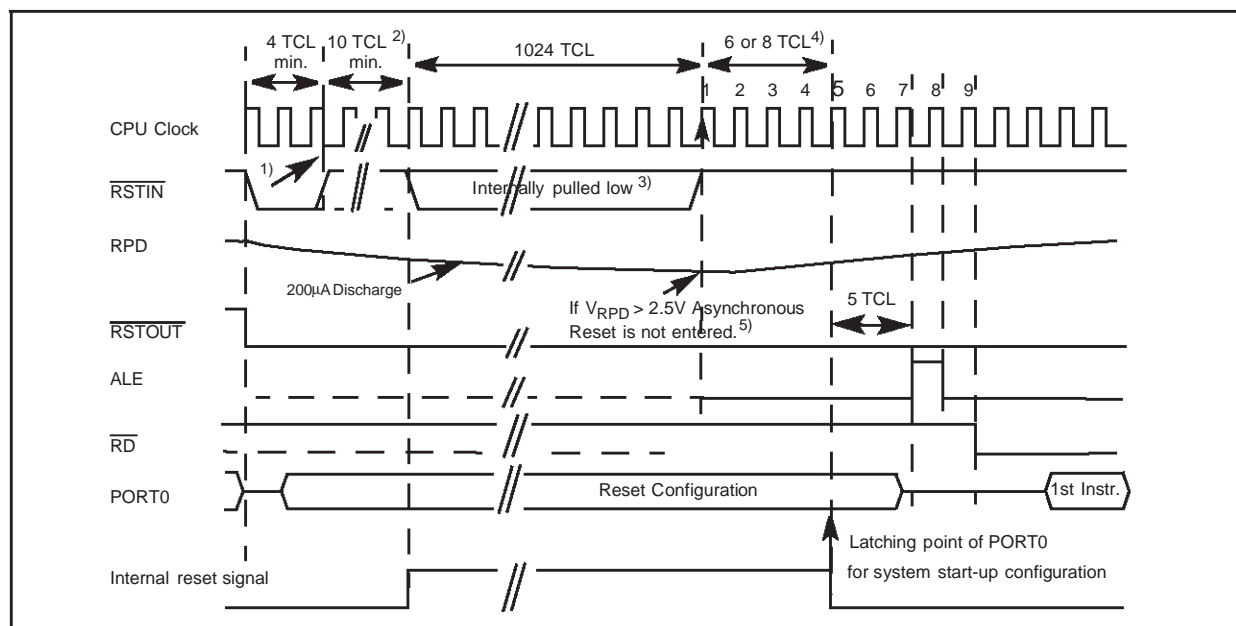 4 TCL
min.
10 TCL 2)
min.
1024 TCL
6 or 8 TCL4)
1 2 3 4 5 6 7 8 9
CPU Clock
1)
RSTIN
Internally pulled low 3)
RPD
200µA Discharge
If VRPD > 2.5V Asynchronous
Reset is not entered.5)
5 TCL
RSTOUT
ALE
RD
PORT0
Reset Configuration
1st Instr.
Latching point of PORT0
for system start-up configuration
Internal reset signal